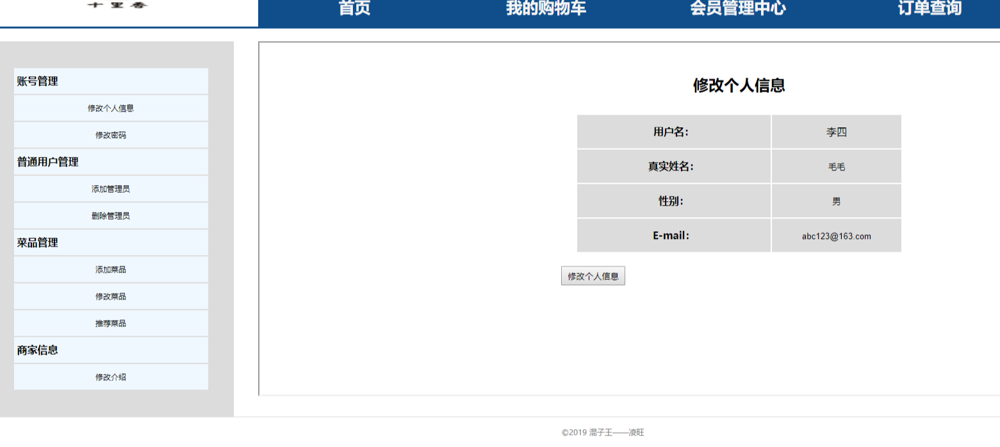 十里香
首页 我的购物车 会员管理中心 订单查询
账号管理
修改个人信息
修改密码
普通用户管理
添加管理员
删除管理员
菜品管理
添加菜品
修改菜品
推荐菜品
商家信息
修改介绍
修改个人信息
用户名： 李四
真实姓名： 毛毛
性别： 男
E-mail： abc123@163.com
修改个人信息
©2019 混子王——凌旺